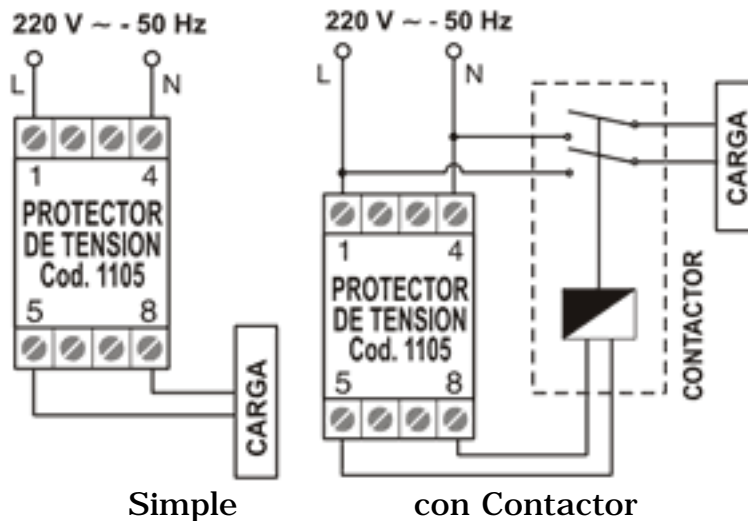 220 V ~ - 50 Hz
L N
1 4
PROTECTOR
DE TENSION
Cod. 1105
5 8
CARGA
Simple
220 V ~ - 50 Hz
L N
1 4
PROTECTOR
DE TENSION
Cod. 1105
5 8
CONTACTOR
CARGA
con Contactor